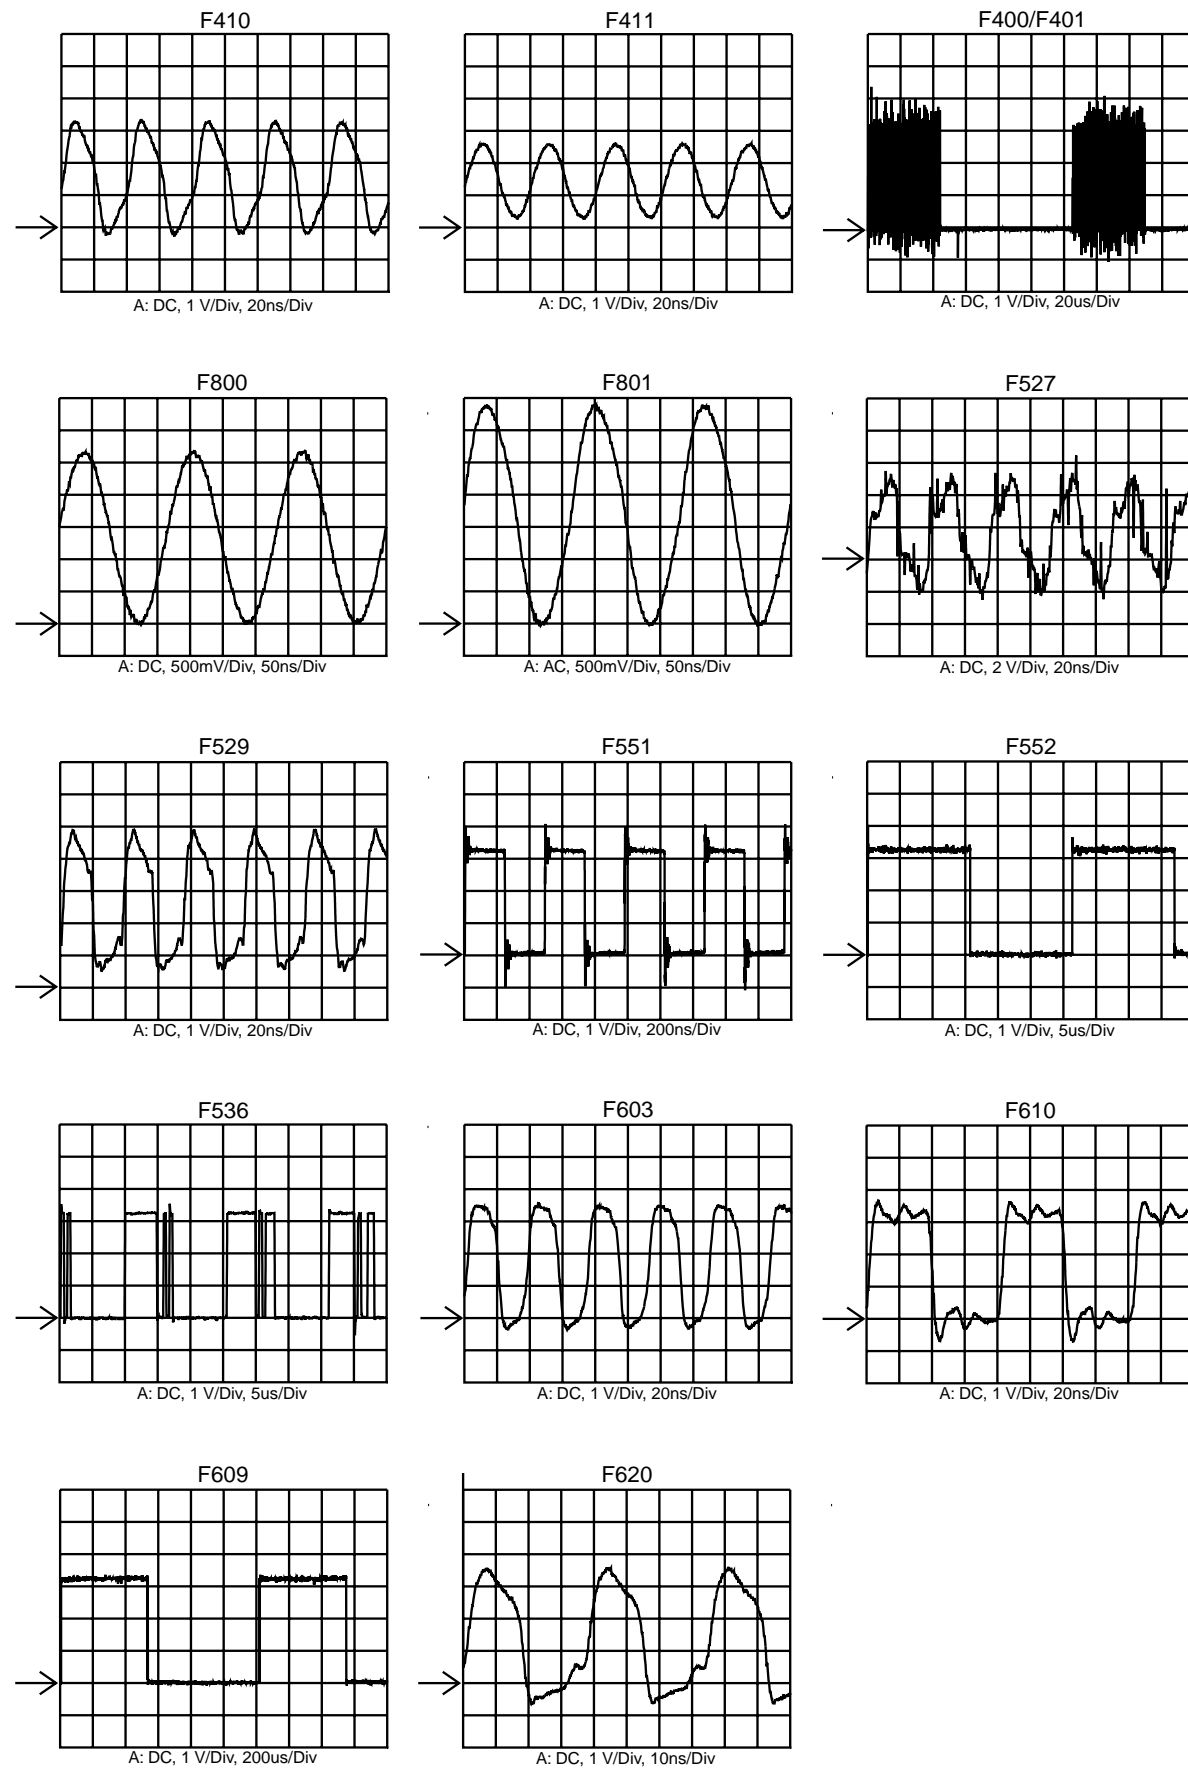 F410
F411
F400/F401
A: DC, 1 V/Div, 20ns/Div
A: DC, 1 V/Div, 20ns/Div
A: DC, 1 V/Div, 20us/Div
F800
F801
F527
A: DC, 500mV/Div, 50ns/Div
A: AC, 500mV/Div, 50ns/Div
A: DC, 2 V/Div, 20ns/Div
F529
F551
F552
A: DC, 1 V/Div, 20ns/Div
A: DC, 1 V/Div, 200ns/Div
A: DC, 1 V/Div, 5us/Div
F536
F603
F610
A: DC, 1 V/Div, 5us/Div
A: DC, 1 V/Div, 20ns/Div
A: DC, 1 V/Div, 20ns/Div
F609
F620
A: DC, 1 V/Div, 200us/Div
A: DC, 1 V/Div, 10ns/Div